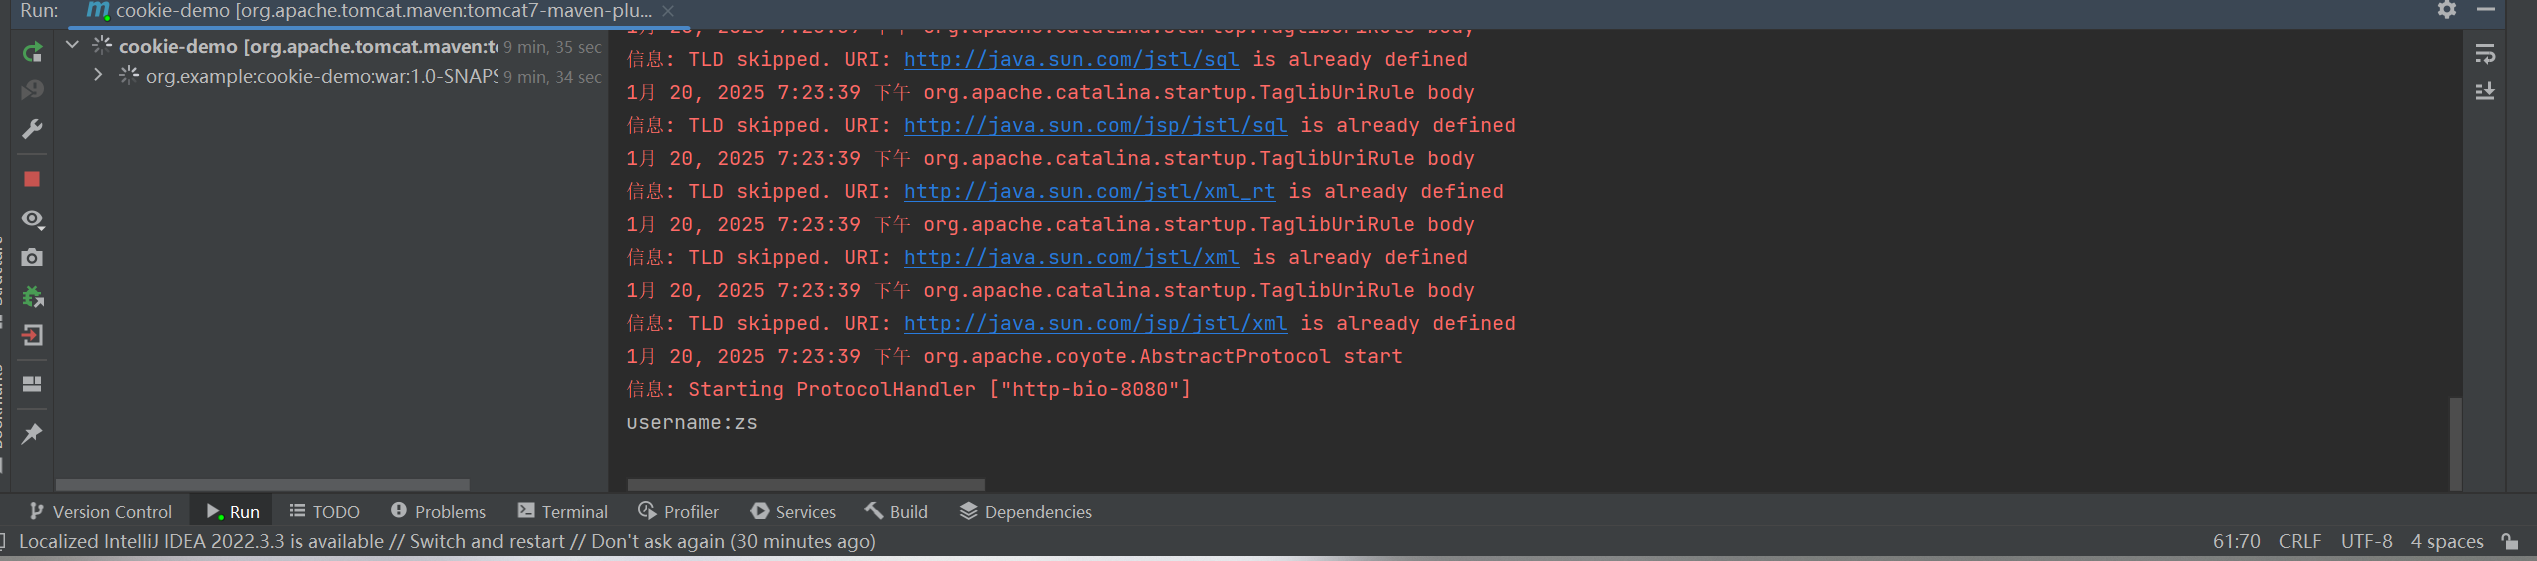 Run: cookie-demo [org.apache.tomcat.maven:tomcat7-maven-plu...
cookie-demo [org.apache.tomcat.maven:t 9 min, 35 sec
org.example:cookie-demo:war:1.0-SNAPS 9 min, 34 sec
信息: TLD skipped. URI: http://java.sun.com/jstl/sql is already defined
1月 20, 2025 7:23:39 下午 org.apache.catalina.startup.TaglibUriRule body
信息: TLD skipped. URI: http://java.sun.com/jsp/jstl/sql is already defined
1月 20, 2025 7:23:39 下午 org.apache.catalina.startup.TaglibUriRule body
信息: TLD skipped. URI: http://java.sun.com/jstl/xml_rt is already defined
1月 20, 2025 7:23:39 下午 org.apache.catalina.startup.TaglibUriRule body
信息: TLD skipped. URI: http://java.sun.com/jstl/xml is already defined
1月 20, 2025 7:23:39 下午 org.apache.catalina.startup.TaglibUriRule body
信息: TLD skipped. URI: http://java.sun.com/jsp/jstl/xml is already defined
1月 20, 2025 7:23:39 下午 org.apache.coyote.AbstractProtocol start
信息: Starting ProtocolHandler ["http-bio-8080"]
username:zs
Version Control Run TODO Problems Terminal Profiler Services Build Dependencies
Localized IntelliJ IDEA 2022.3.3 is available // Switch and restart // Don't ask again (30 minutes ago) 61:70 CRLF UTF-8 4 spaces